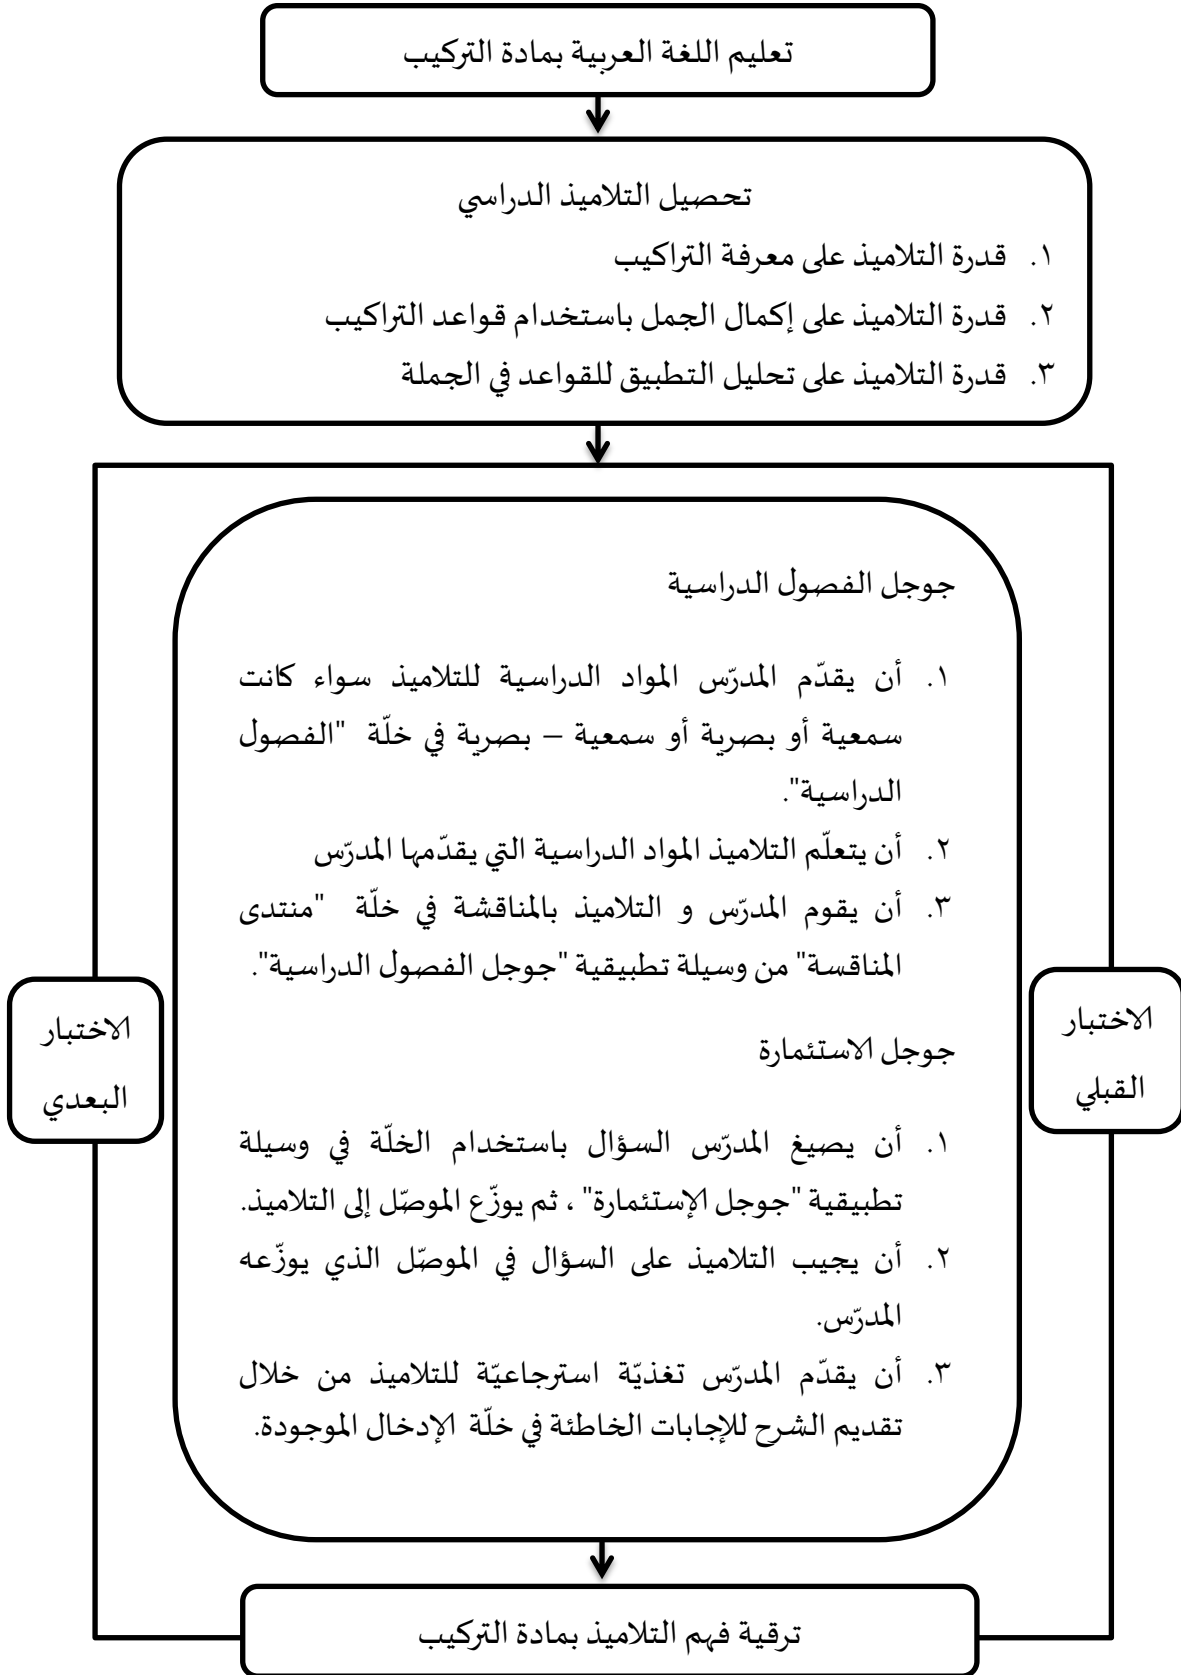 تعليم اللغة العربية بمادة التركيب
تحصيل التلاميذ الدراسي
١. قدرة التلاميذ على معرفة التراكيب
٢. قدرة التلاميذ على إكمال الجمل باستخدام قواعد التراكيب
٣. قدرة التلاميذ على تحليل التطبيق للقواعد في الجملة
جوجل الفصول الدراسية
١. أن يقدّم المدرّس المواد الدراسية للتلاميذ سواء كانت
سمعية أو بصرية أو سمعية – بصرية في خلّة "الفصول
الدراسية".
٢. أن يتعلّم التلاميذ المواد الدراسية التي يقدّمها المدرّس
٣. أن يقوم المدرّس و التلاميذ بالمناقشة في خلّة "منتدى
المناقسة" من وسيلة تطبيقية "جوجل الفصول الدراسية".
جوجل الاستئمارة
١. أن يصيغ المدرّس السؤال باستخدام الخلّة في وسيلة
تطبيقية "جوجل الإستئمارة" ، ثم يوزّع الموصّل إلى التلاميذ.
٢. أن يجيب التلاميذ على السؤال في الموصّل الذي يوزّعه
المدرّس.
٣. أن يقدّم المدرّس تغذيّة استرجاعيّة للتلاميذ من خلال
تقديم الشرح للإجابات الخاطئة في خلّة الإدخال الموجودة.
الاختبار
القبلي
الاختبار
البعدي
ترقية فهم التلاميذ بمادة التركيب